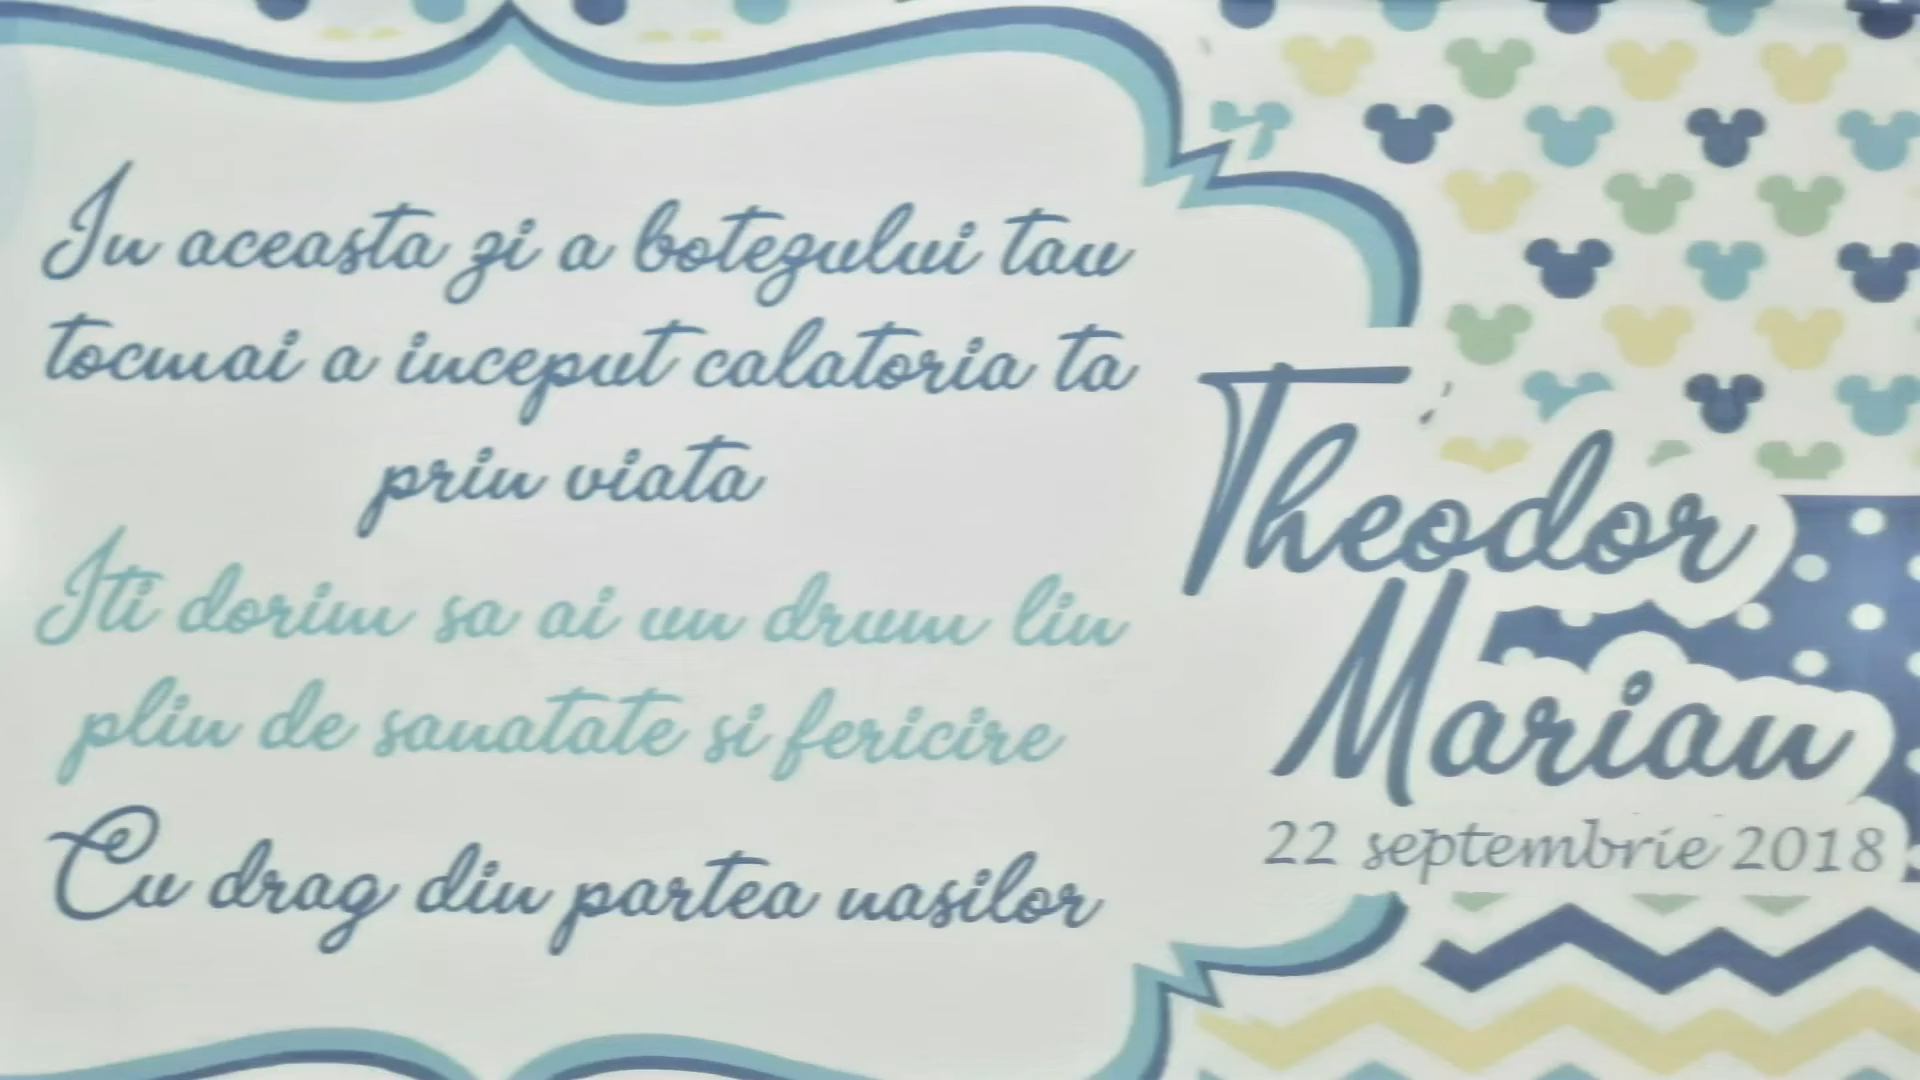 In aceasta zi a botezului tau
tocmai a inceput calatoria ta
prin viata
Iti dorim sa ai un drum lin
plin de sanatate si fericire
Cu drag din partea nasilor
Theodor
Marian
22 septembrie 2018